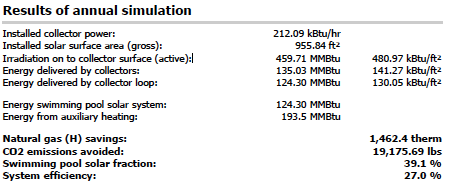 Results of annual simulation
Installed collector power: 212.09 kBtu/hr
Installed solar surface area (gross): 955.84 ft²
Irradiation on to collector surface (active): 459.71 MMBtu 480.97 kBtu/ft²
Energy delivered by collectors: 135.03 MMBtu 141.27 kBtu/ft²
Energy delivered by collector loop: 124.30 MMBtu 130.05 kBtu/ft²
Energy swimming pool solar system: 124.30 MMBtu
Energy from auxiliary heating: 193.5 MMBtu
Natural gas (H) savings: 1,462.4 therm
CO2 emissions avoided: 19,175.69 lbs
Swimming pool solar fraction: 39.1 %
System efficiency: 27.0 %